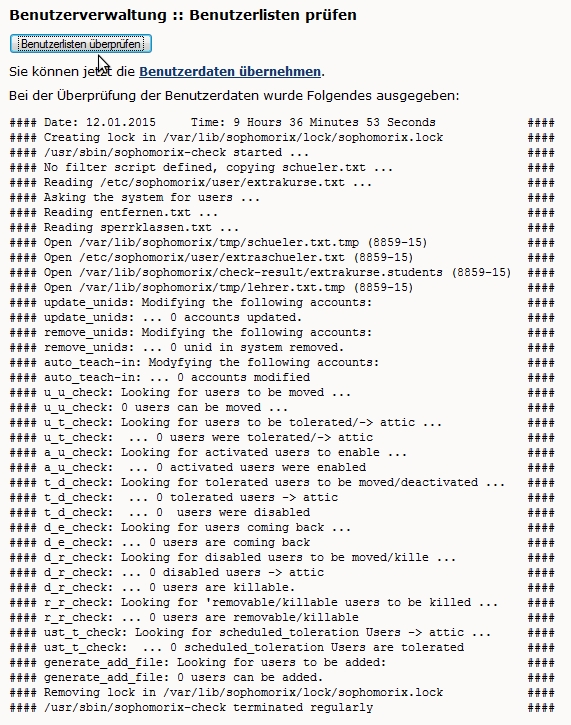 Benutzerverwaltung :: Benutzerlisten prüfen
Benutzerlisten überprüfen
Sie können jetzt die Benutzerdaten übernehmen.
Bei der Überprüfung der Benutzerdaten wurde Folgendes ausgegeben:
#### Date: 12.01.2015     Time: 9 Hours 36 Minutes 53 Seconds             ####
#### Creating lock in /var/lib/sophomorix/lock/sophomorix.lock            ####
#### /usr/sbin/sophomorix-check started ...                               ####
#### No filter script defined, copying schueler.txt ...                   ####
#### Reading /etc/sophomorix/user/extrakurse.txt ...                      ####
#### Asking the system for users ...                                      ####
#### Reading entfernen.txt ...                                            ####
#### Reading sperrklassen.txt ...                                         ####
#### Open /var/lib/sophomorix/tmp/schueler.txt.tmp (8859-15)              ####
#### Open /etc/sophomorix/user/extraschueler.txt (8859-15)                ####
#### Open /var/lib/sophomorix/check-result/extrakurse.students (8859-15)  ####
#### Open /var/lib/sophomorix/tmp/lehrer.txt.tmp (8859-15)                ####
#### update_unids: Modifying the following accounts:                      ####
#### update_unids: ... 0 accounts updated.                                ####
#### remove_unids: Modifying the following accounts:                      ####
#### remove_unids: ... 0 unid in system removed.                          ####
#### auto_teach-in: Modyfying the following accounts:                     ####
#### auto_teach-in: ... 0 accounts modified                               ####
#### u_u_check: Looking for users to be moved ...                         ####
#### u_u_check: 0 users can be moved ...                                  ####
#### u_t_check: Looking for users to be tolerated/-> attic ...            ####
#### u_t_check:  ... 0 users were tolerated/-> attic                      ####
#### a_u_check: Looking for activated users to enable ...                 ####
#### a_u_check: ... 0 activated users were enabled                        ####
#### t_d_check: Looking for tolerated users to be moved/deactivated ...   ####
#### t_d_check:  ... 0 tolerated users -> attic                           ####
#### t_d_check:  ... 0  users were disabled                               ####
#### d_e_check: Looking for users coming back ...                         ####
#### d_e_check: ... 0 users are coming back                               ####
#### d_r_check: Looking for disabled users to be moved/kille ...          ####
#### d_r_check: ... 0 disabled users -> attic                             ####
#### d_r_check: ... 0 users are killable.                                 ####
#### r_r_check: Looking for 'removable/killable users to be killed ...    ####
#### r_r_check: ... 0 users are removable/killable                        ####
#### ust_t_check: Looking for scheduled_toleration Users -> attic ...     ####
#### ust_t_check:  ... 0 scheduled_toleration Users are tolerated         ####
#### generate_add_file: Looking for users to be added:                    ####
#### generate_add_file: 0 users can be added.                             ####
#### Removing lock in /var/lib/sophomorix/lock/sophomorix.lock            ####
#### /usr/sbin/sophomorix-check terminated regularly                      ####